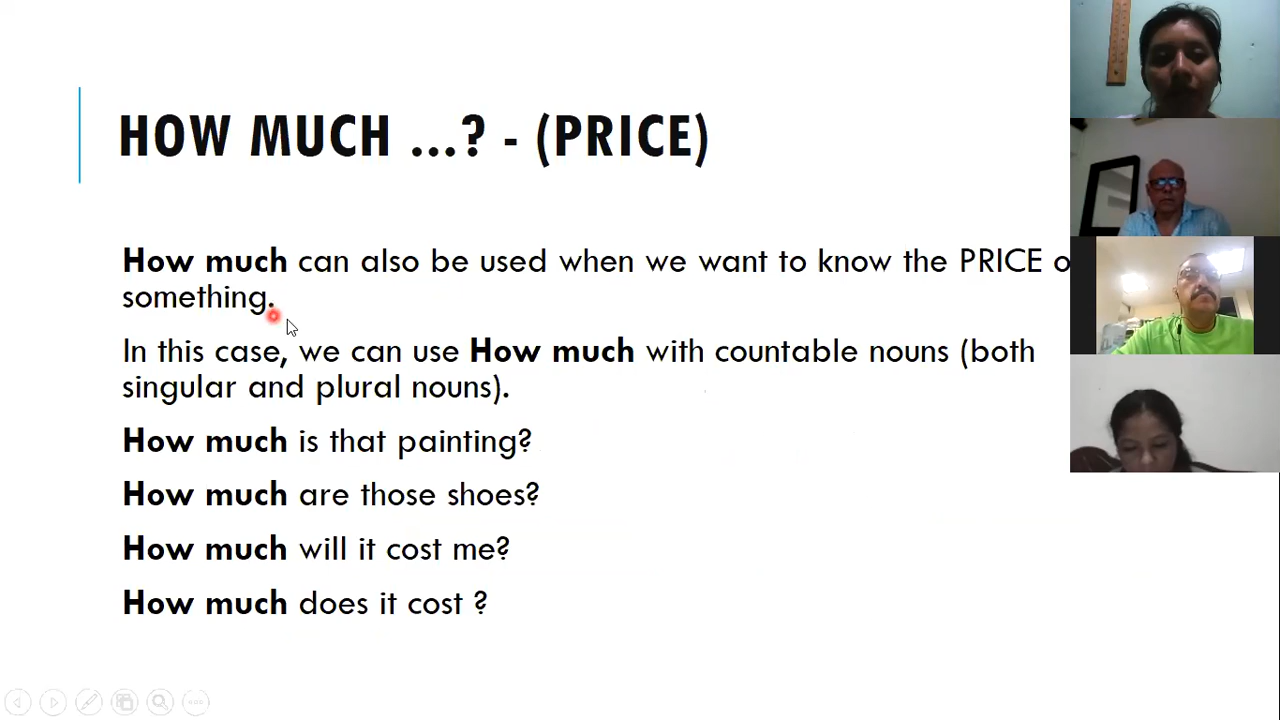 HOW MUCH ...? - (PRICE)
How much can also be used when we want to know the PRICE
something.
In this case, we can use How much with countable nouns (both
singular and plural nouns).
How much is that painting?
How much are those shoes?
How much will it cost me?
How much does it cost ?